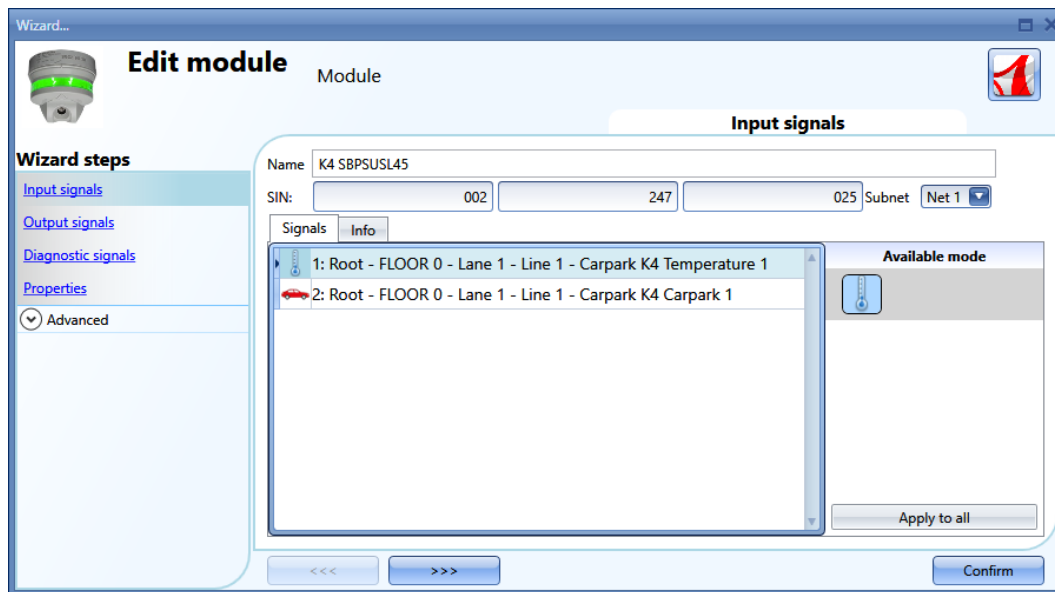 Wizard...
Edit module
Module
Input signals
Wizard steps
Input signals
Output signals
Diagnostic signals
Properties
Advanced
Name K4 SBPSUSL45
SIN: 002 247 025 Subnet Net 1
Signals Info
1: Root - FLOOR 0 - Lane 1 - Line 1 - Carpark K4 Temperature 1
2: Root - FLOOR 0 - Lane 1 - Line 1 - Carpark K4 Carpark 1
Available mode
Apply to all
<<< >>> Confirm